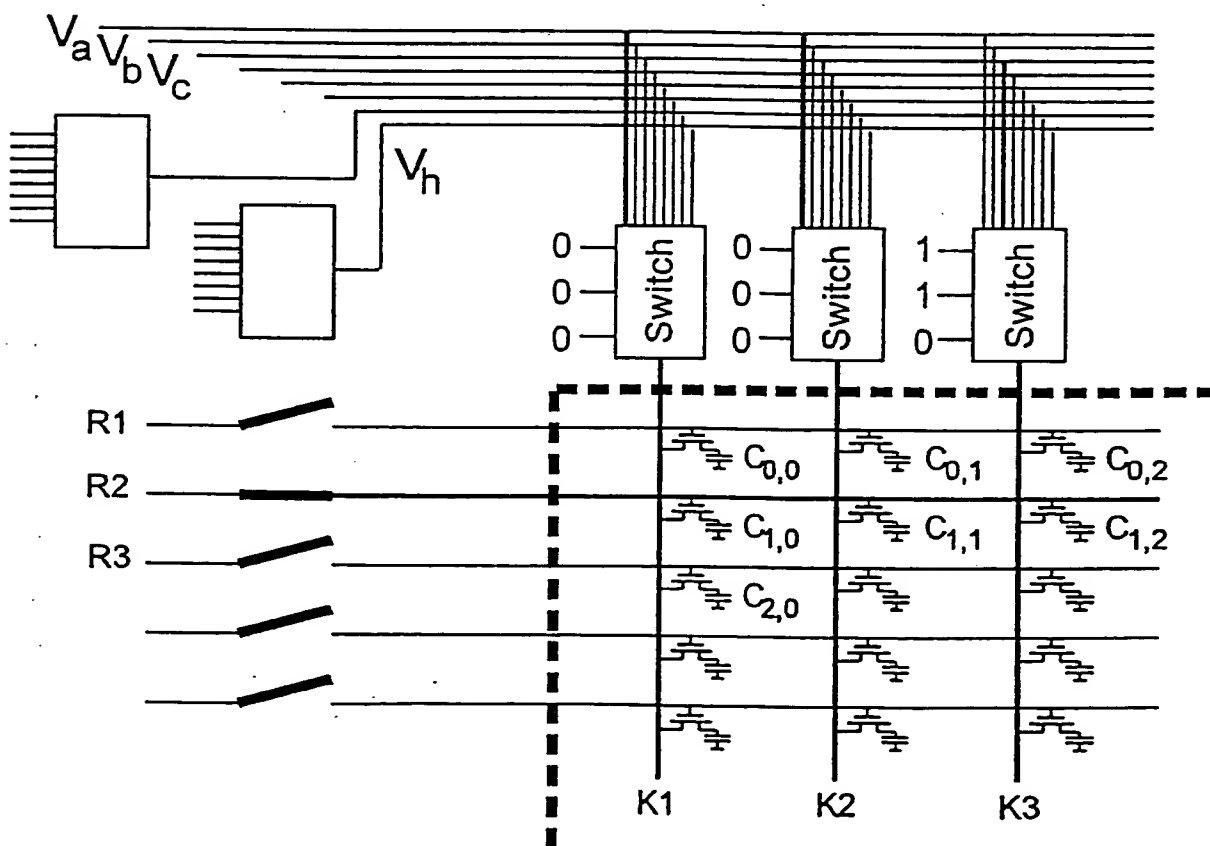 Va Vb Vc
Vh
0 0 1
0 0 1
0 0 0
Switch Switch Switch
R1
C0,0 C0,1 C0,2
R2
C1,0 C1,1 C1,2
R3
C2,0
K1 K2 K3